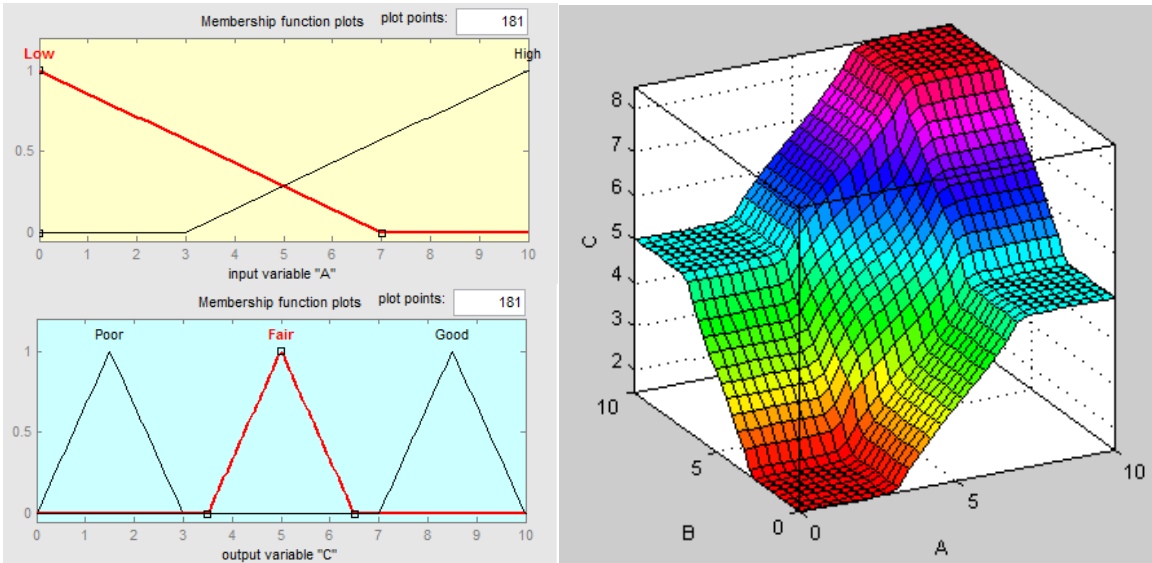 Membership function plots plot points: 181
Low High
1
0.5
0
0 1 2 3 4 5 6 7 8 9 10
input variable "A"
Membership function plots plot points: 181
Poor Fair Good
1
0.5
0
0 1 2 3 4 5 6 7 8 9 10
output variable "C"
8
7
6
5
4
3
2
C
10
5
0
B
0
5
10
A